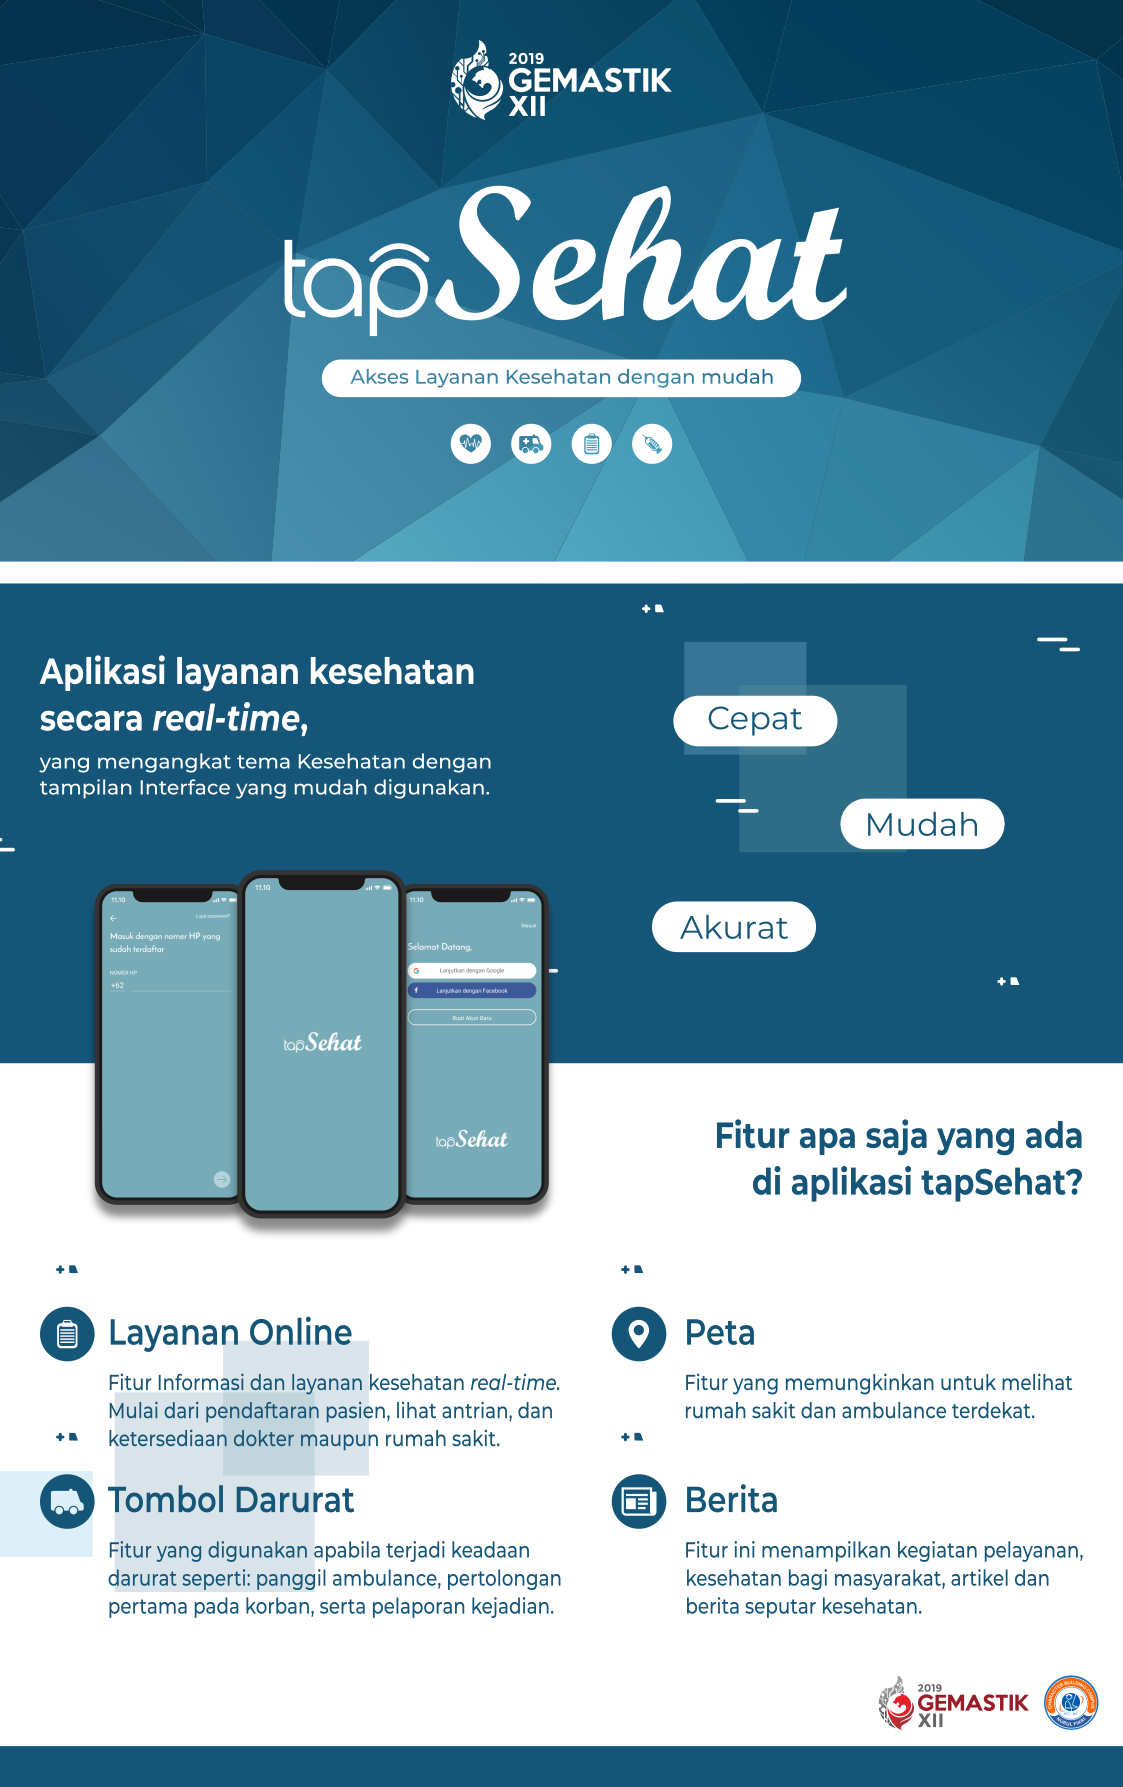 2019
GEMASTIK
XII
tapSehat
Akses Layanan Kesehatan dengan mudah
Aplikasi layanan kesehatan
secara real-time,
yang mengangkat tema Kesehatan dengan
tampilan Interface yang mudah digunakan.
Cepat
Mudah
Akurat
11.10
Lupa password?
Masuk dengan nomer HP yang
sudah terdaftar
NOMER HP
+62
11.10
tapSehat
11.10
Masuk
Selamat Datang,
Lanjutkan dengan Google
Lanjutkan dengan Facebook
Buat Akun Baru
tapSehat
Fitur apa saja yang ada
di aplikasi tapSehat?
Layanan Online
Fitur Informasi dan layanan kesehatan real-time.
Mulai dari pendaftaran pasien, lihat antrian, dan
ketersediaan dokter maupun rumah sakit.
Peta
Fitur yang memungkinkan untuk melihat
rumah sakit dan ambulance terdekat.
Tombol Darurat
Fitur yang digunakan apabila terjadi keadaan
darurat seperti: panggil ambulance, pertolongan
pertama pada korban, serta pelaporan kejadian.
Berita
Fitur ini menampilkan kegiatan pelayanan,
kesehatan bagi masyarakat, artikel dan
berita seputar kesehatan.
2019
GEMASTIK
XII
NURUL FIKRI